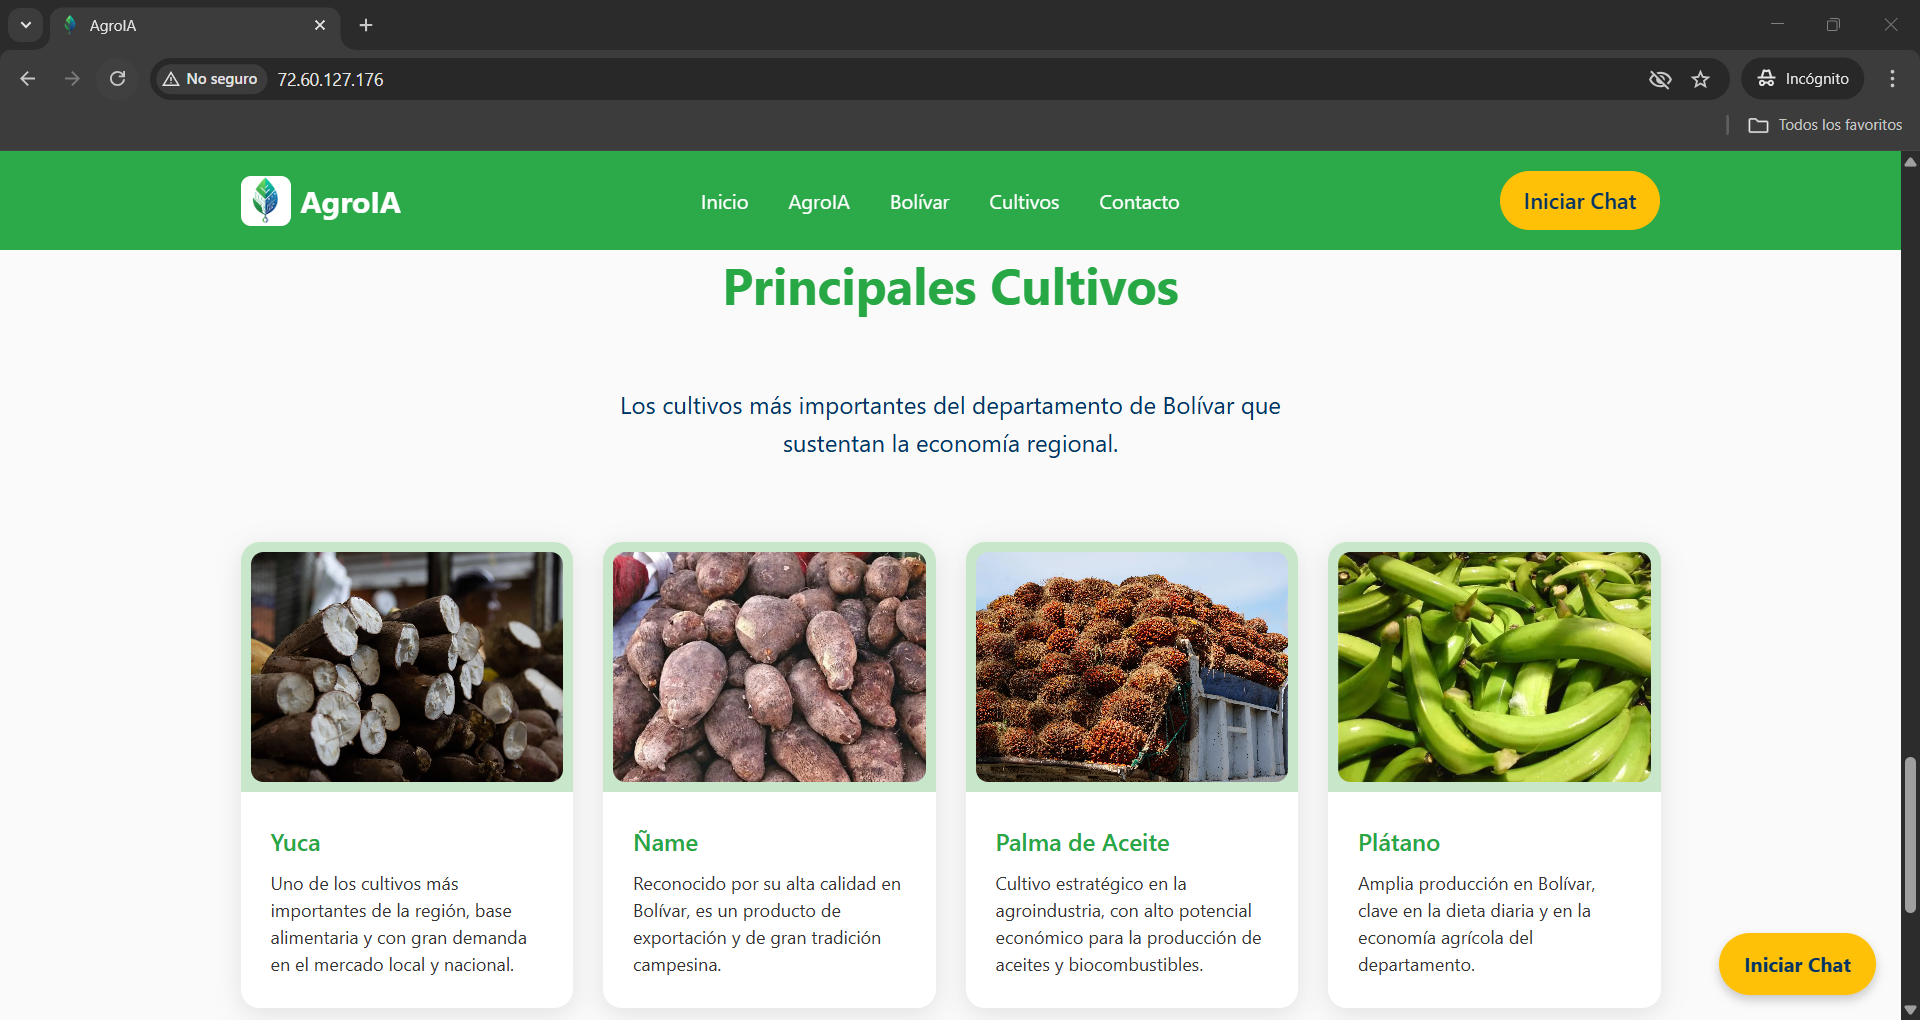 AgroIA
No seguro
72.60.127.176
Incógnito
Todos los favoritos
AgroIA
Inicio
AgroIA
Bolívar
Cultivos
Contacto
Iniciar Chat
Principales Cultivos
Los cultivos más importantes del departamento de Bolívar que
sustentan la economía regional.
Yuca
Uno de los cultivos más
importantes de la región, base
alimentaria y con gran demanda
en el mercado local y nacional.
Ñame
Reconocido por su alta calidad en
Bolívar, es un producto de
exportación y de gran tradición
campesina.
Palma de Aceite
Cultivo estratégico en la
agroindustria, con alto potencial
económico para la producción de
aceites y biocombustibles.
Plátano
Amplia producción en Bolívar,
clave en la dieta diaria y en la
economía agrícola del
departamento.
Iniciar Chat